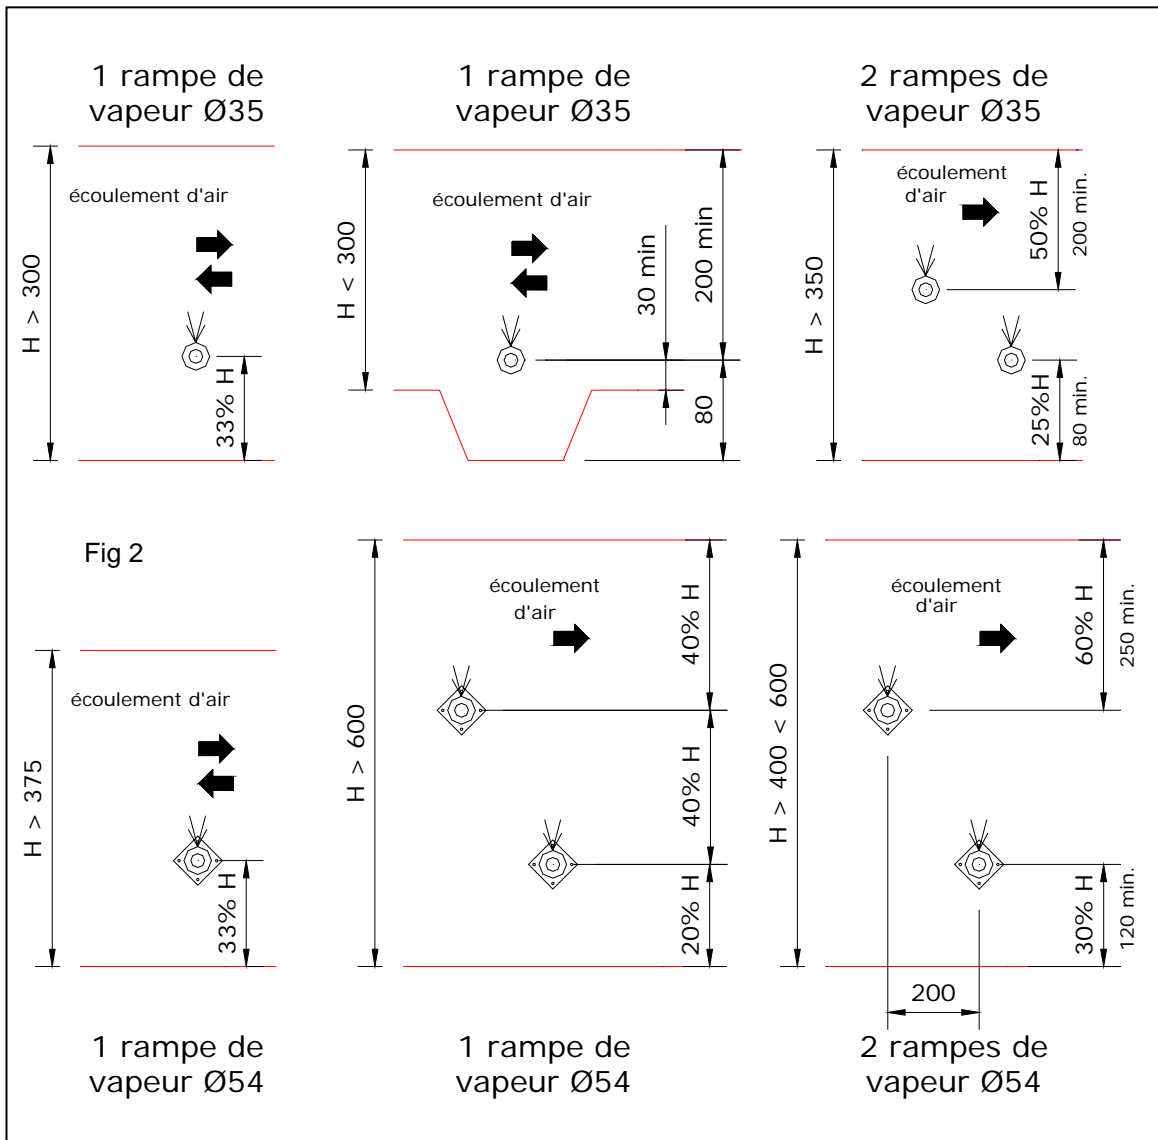 1 rampe de
vapeur Ø35
écoulement d'air
H > 300
33% H
1 rampe de
vapeur Ø35
écoulement d'air
H < 300
30 min
200 min
80
2 rampes de
vapeur Ø35
écoulement
d'air
H > 350
50% H
200 min.
25%H
80 min.
Fig 2
écoulement d'air
H > 375
33% H
1 rampe de
vapeur Ø54
écoulement
d'air
H > 600
40% H
40% H
20% H
1 rampe de
vapeur Ø54
écoulement
d'air
H > 400 < 600
60% H
250 min.
30% H
120 min.
200
2 rampes de
vapeur Ø54